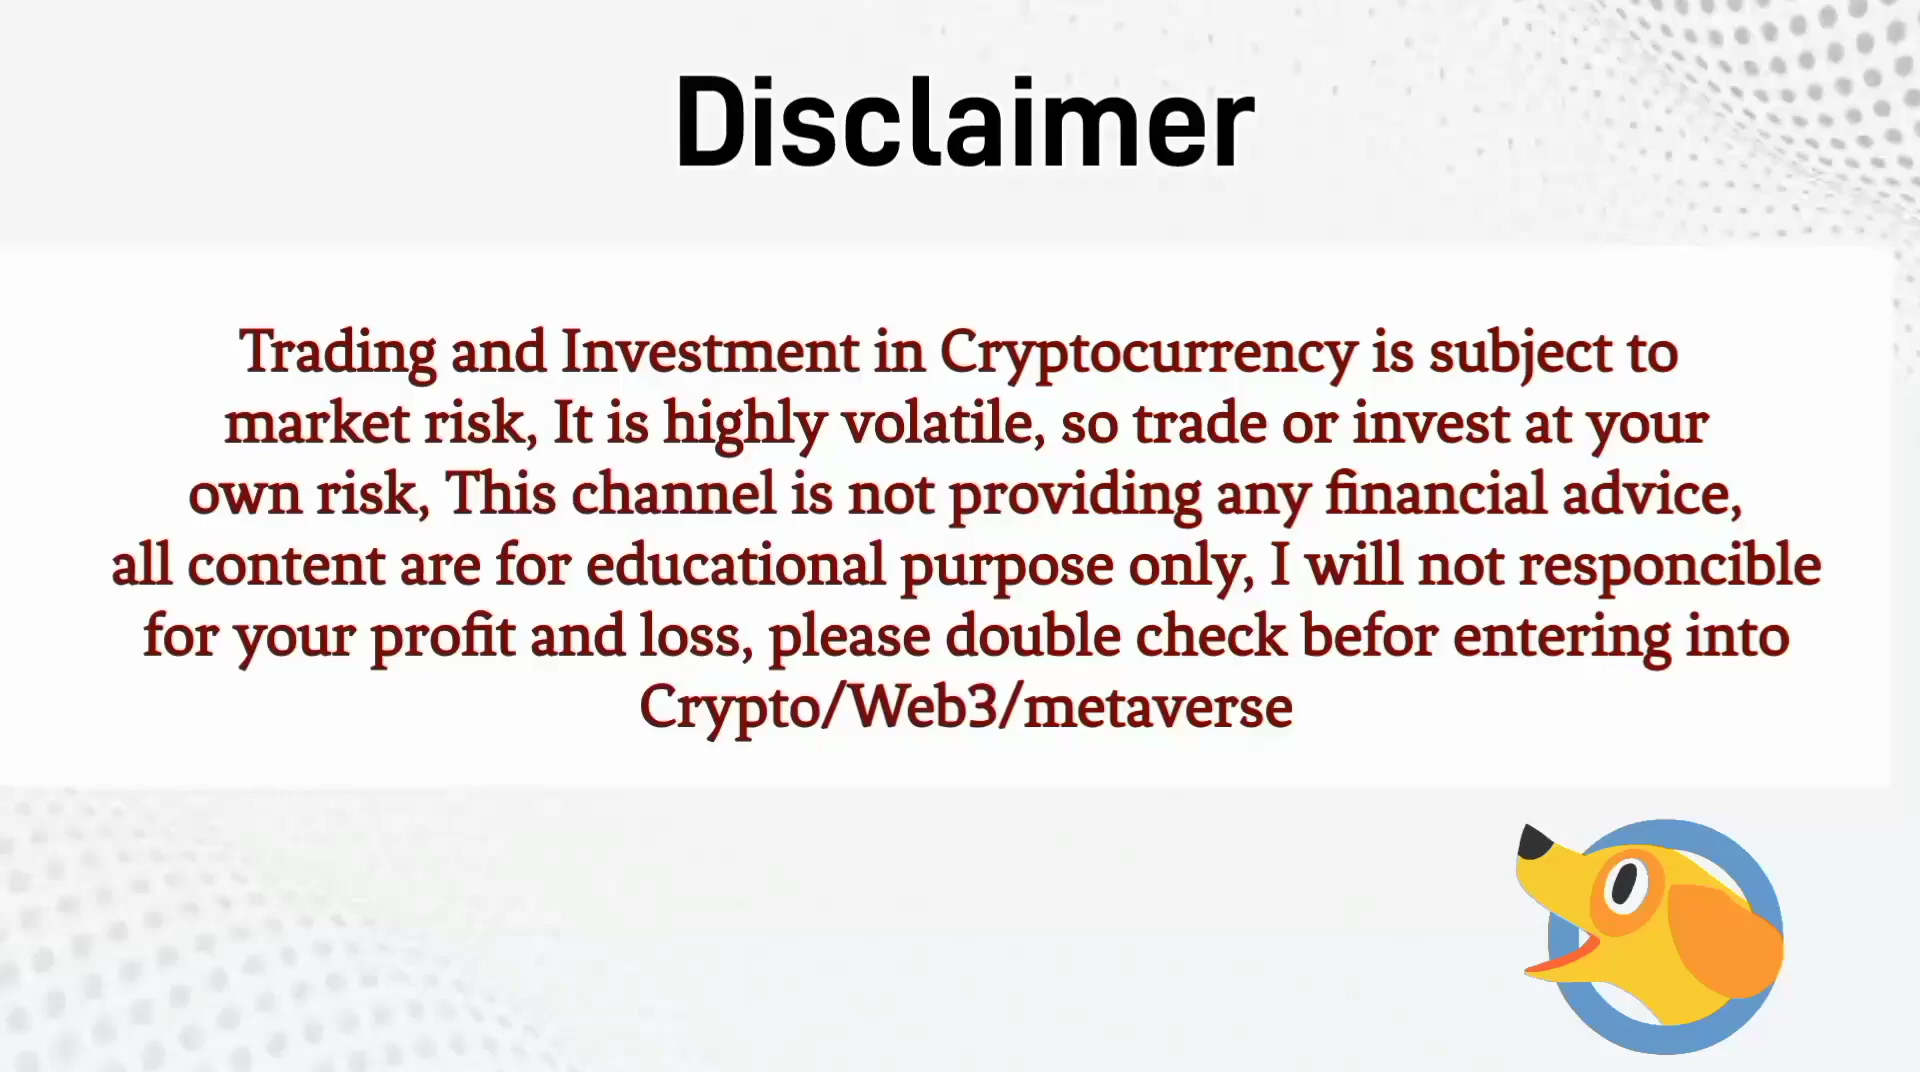 Disclaimer
Trading and Investment in Cryptocurrency is subject to
market risk, It is highly volatile, so trade or invest at your
own risk, This channel is not providing any financial advice,
all content are for educational purpose only, I will not responcible
for your profit and loss, please double check befor entering into
Crypto/Web3/metaverse